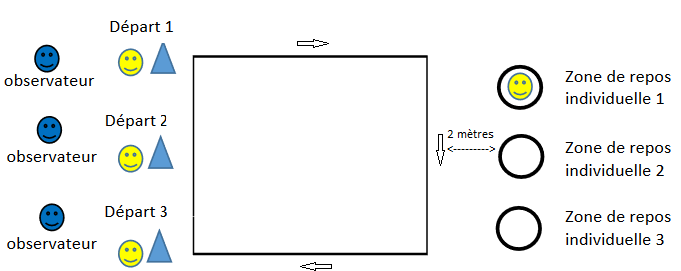 Départ 1
observateur
Départ 2
observateur
Départ 3
observateur
2 mètres
<--------->
Zone de repos
individuelle 1
Zone de repos
individuelle 2
Zone de repos
individuelle 3